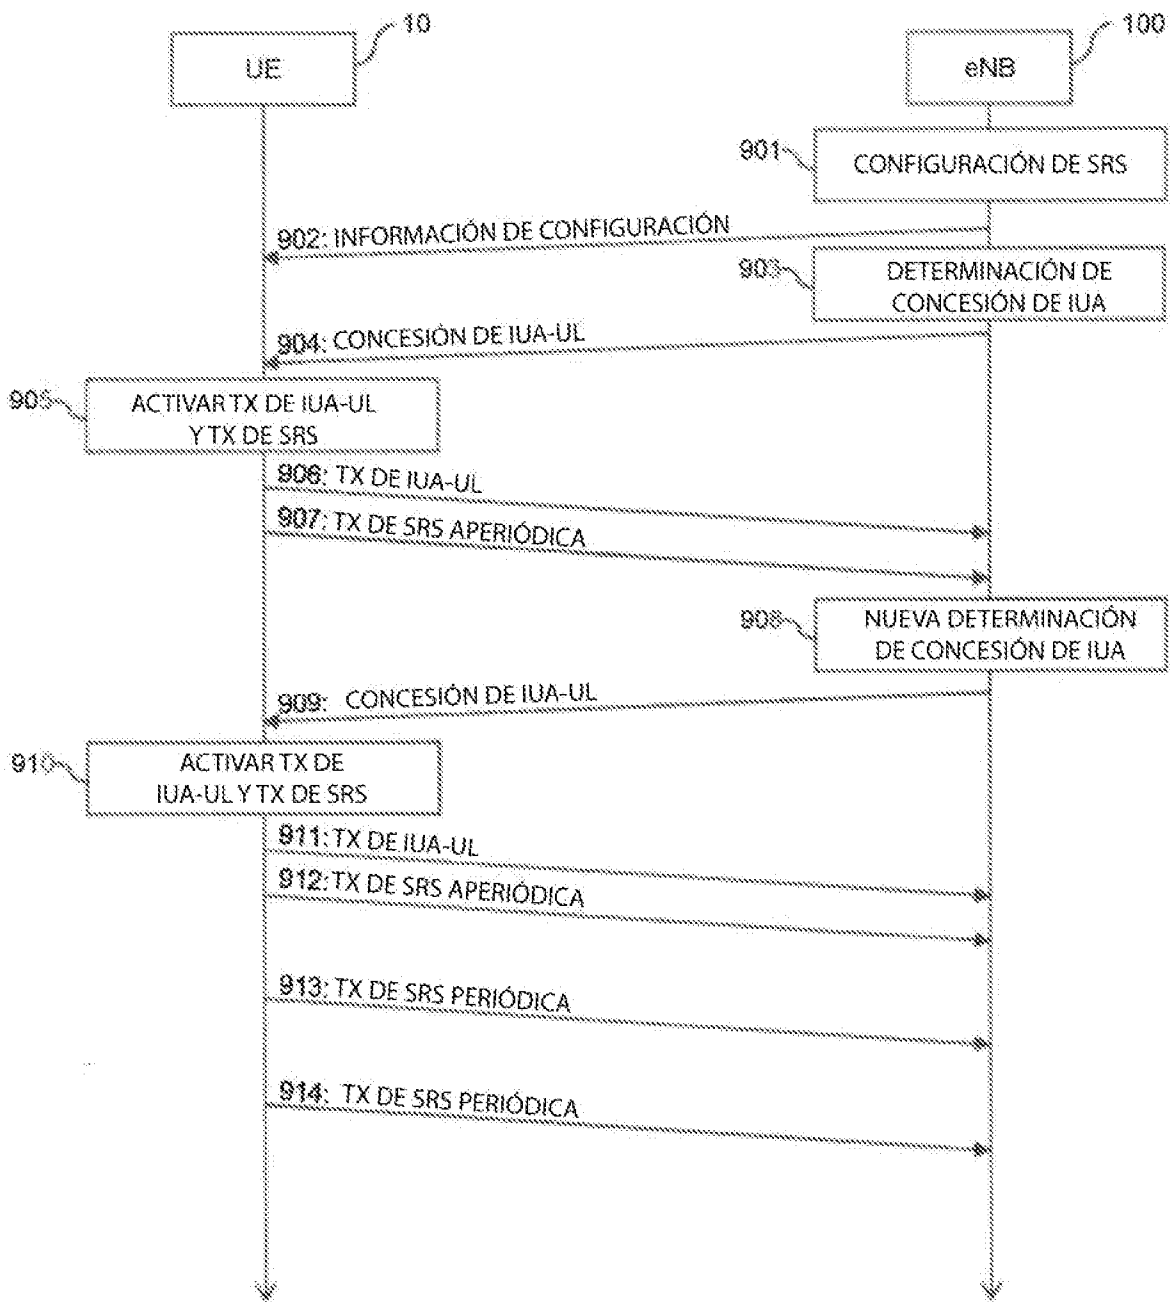 10
UE
100
eNB
901
CONFIGURACIÓN DE SRS
902: INFORMACIÓN DE CONFIGURACIÓN
903
DETERMINACIÓN DE
CONCESIÓN DE IUA
904: CONCESIÓN DE IUA-UL
905
ACTIVAR TX DE IUA-UL
Y TX DE SRS
906: TX DE IUA-UL
907: TX DE SRS APERIÓDICA
908
NUEVA DETERMINACIÓN
DE CONCESIÓN DE IUA
909: CONCESIÓN DE IUA-UL
910
ACTIVAR TX DE
IUA-UL Y TX DE SRS
911: TX DE IUA-UL
912: TX DE SRS APERIÓDICA
913: TX DE SRS PERIÓDICA
914: TX DE SRS PERIÓDICA